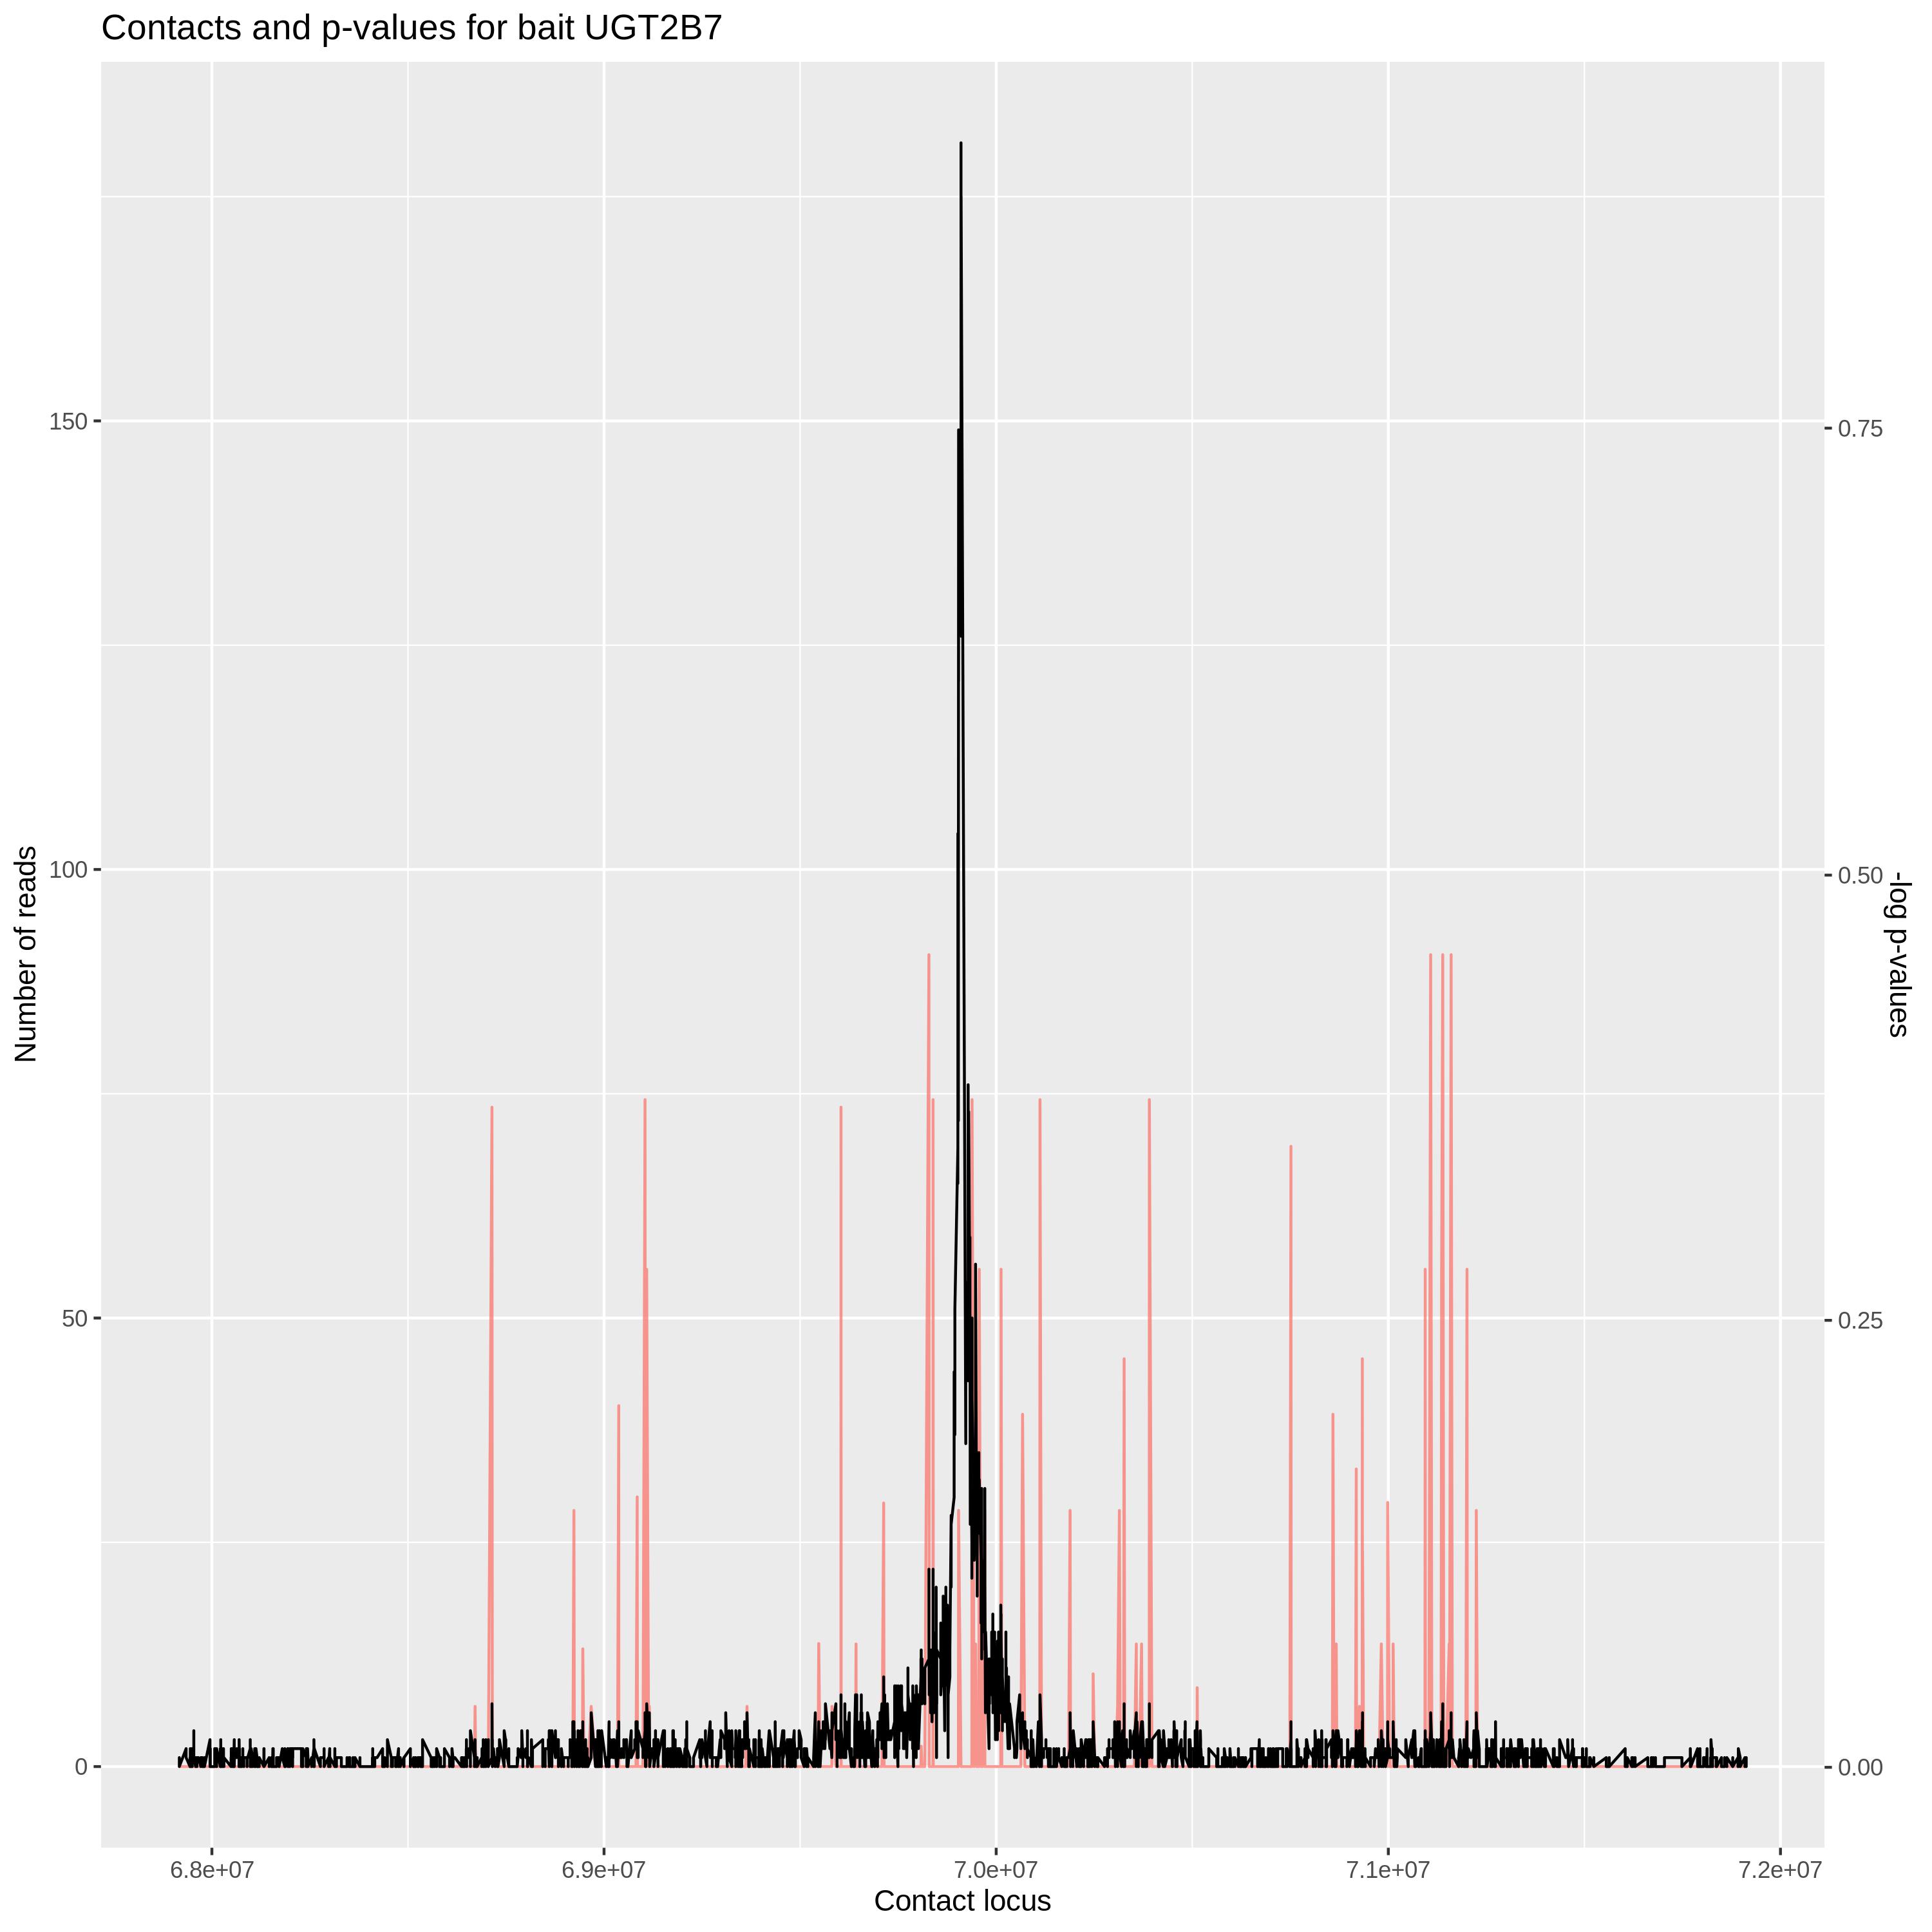 Contacts and p-values for bait UGT2B7
150
100
50
0
Number of reads
0.75
0.50
0.25
0.00
-log p-values
6.8e+07
6.9e+07
7.0e+07
7.1e+07
7.2e+07
Contact locus